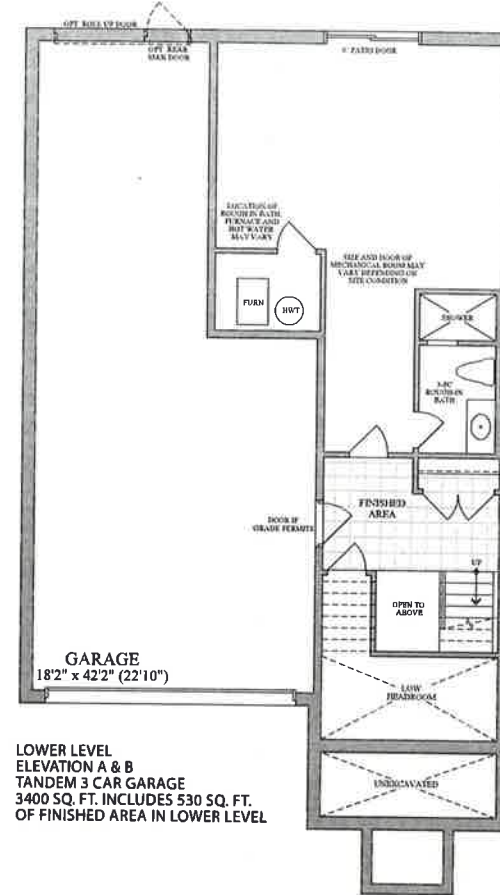 OPT. ROLL UP DOOR
OPT. REAR
MAN DOOR
6' PATIO DOOR
LOCATION OF
ROUGH-IN BATH,
FURNACE AND
HOT WATER
MAY VARY
SIZE AND DOOR OF
MECHANICAL ROOM MAY
VARY DEPENDING ON
SITE CONDITION
FURN
HWT
SHOWER
3-PC
ROUGH-IN
BATH
FINISHED
AREA
DOOR IF
GRADE PERMITS
UP
OPEN TO
ABOVE
GARAGE
18'2" x 42'2" (22'10")
LOW
HEADROOM
UNEXCAVATED
LOWER LEVEL
ELEVATION A & B
TANDEM 3 CAR GARAGE
3400 SQ. FT. INCLUDES 530 SQ. FT.
OF FINISHED AREA IN LOWER LEVEL